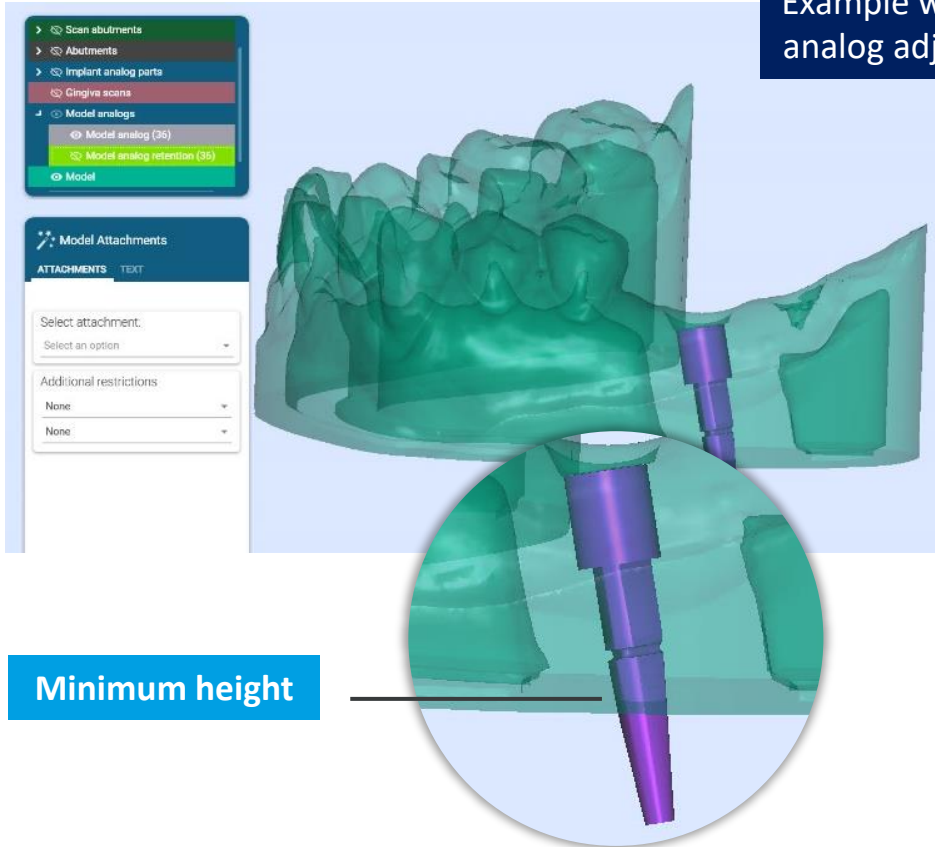 Example w
analog adj
Scan abutments
Abutments
Implant analog parts
Gingiva scans
Model analogs
Model analog (36)
Model analog retention (36)
Model
Model Attachments
ATTACHMENTS TEXT
Select attachment.
Select an option
Additional restrictions
None
None
Minimum height